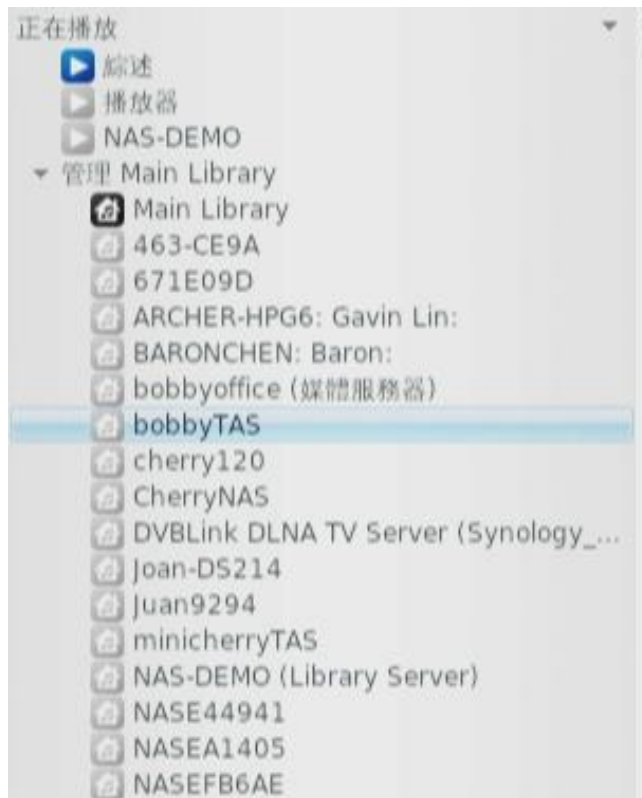 正在播放
綜述
播放器
NAS-DEMO
管理 Main Library
Main Library
463-CE9A
671E09D
ARCHER-HPG6: Gavin Lin:
BARONCHEN: Baron:
bobbyoffice (媒體服務器)
bobbyTAS
cherry120
CherryNAS
DVBLink DLNA TV Server (Synology_...
Joan-DS214
Juan9294
minicherryTAS
NAS-DEMO (Library Server)
NASE44941
NASEA1405
NASEFB6AE